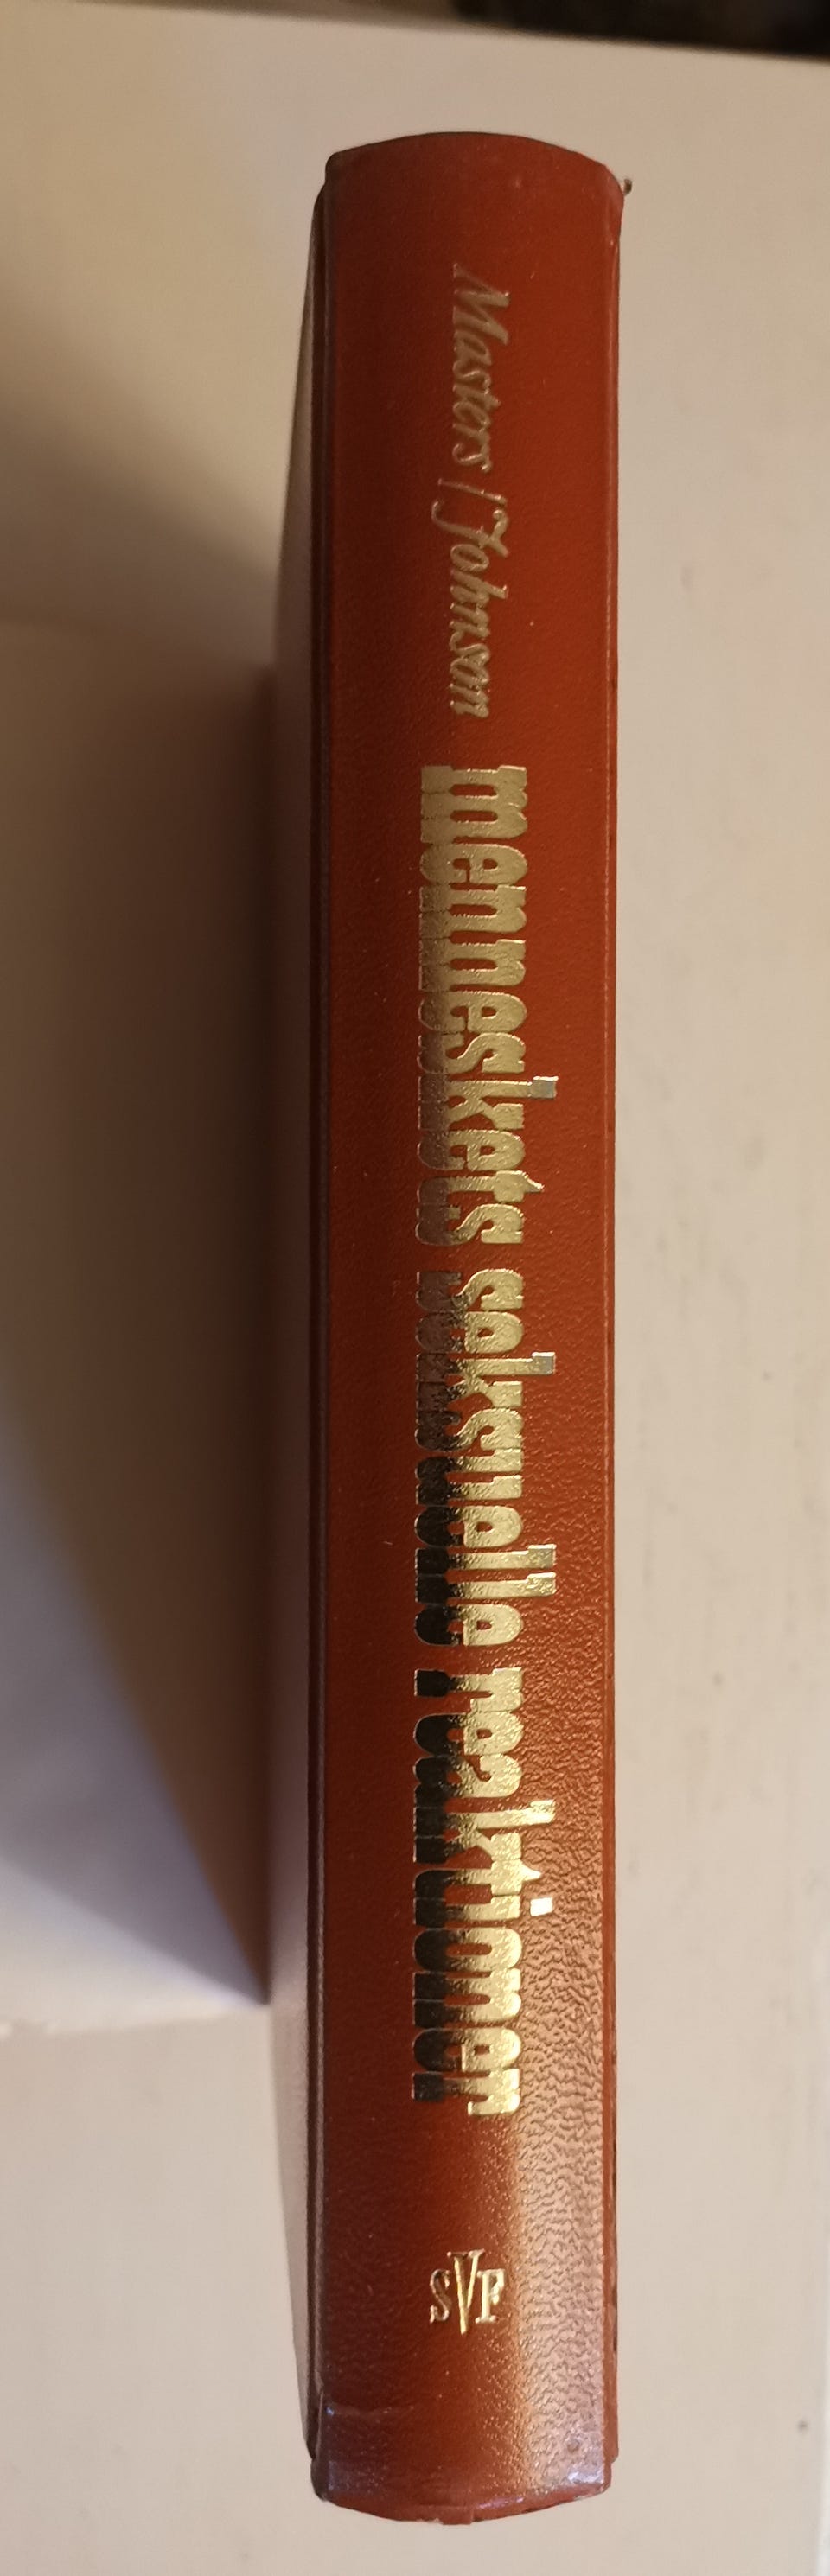 Masters / Johnson
menneskets seksuelle reaktioner
SVF